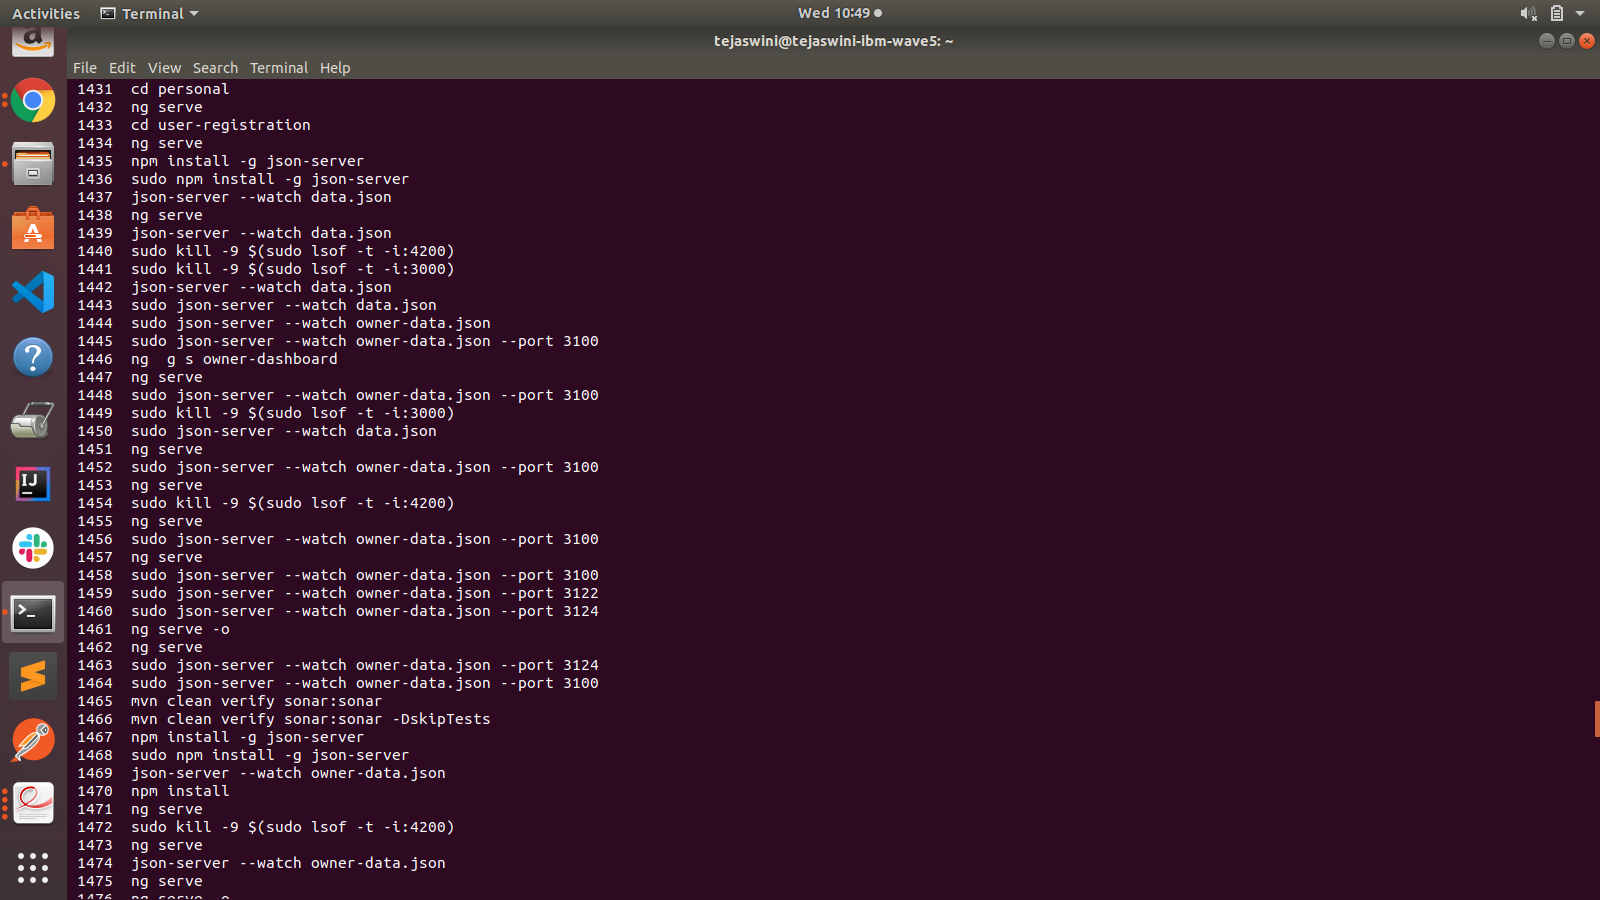 Activities Terminal Wed 10:49
tejaswini@tejaswini-ibm-wave5: ~
File Edit View Search Terminal Help
1431 cd personal
1432 ng serve
1433 cd user-registration
1434 ng serve
1435 npm install -g json-server
1436 sudo npm install -g json-server
1437 json-server --watch data.json
1438 ng serve
1439 json-server --watch data.json
1440 sudo kill -9 $(sudo lsof -t -i:4200)
1441 sudo kill -9 $(sudo lsof -t -i:3000)
1442 json-server --watch data.json
1443 sudo json-server --watch data.json
1444 sudo json-server --watch owner-data.json
1445 sudo json-server --watch owner-data.json --port 3100
1446 ng  g s owner-dashboard
1447 ng serve
1448 sudo json-server --watch owner-data.json --port 3100
1449 sudo kill -9 $(sudo lsof -t -i:3000)
1450 sudo json-server --watch data.json
1451 ng serve
1452 sudo json-server --watch owner-data.json --port 3100
1453 ng serve
1454 sudo kill -9 $(sudo lsof -t -i:4200)
1455 ng serve
1456 sudo json-server --watch owner-data.json --port 3100
1457 ng serve
1458 sudo json-server --watch owner-data.json --port 3100
1459 sudo json-server --watch owner-data.json --port 3122
1460 sudo json-server --watch owner-data.json --port 3124
1461 ng serve -o
1462 ng serve
1463 sudo json-server --watch owner-data.json --port 3124
1464 sudo json-server --watch owner-data.json --port 3100
1465 mvn clean verify sonar:sonar
1466 mvn clean verify sonar:sonar -DskipTests
1467 npm install -g json-server
1468 sudo npm install -g json-server
1469 json-server --watch owner-data.json
1470 npm install
1471 ng serve
1472 sudo kill -9 $(sudo lsof -t -i:4200)
1473 ng serve
1474 json-server --watch owner-data.json
1475 ng serve
1476 ng serve -o